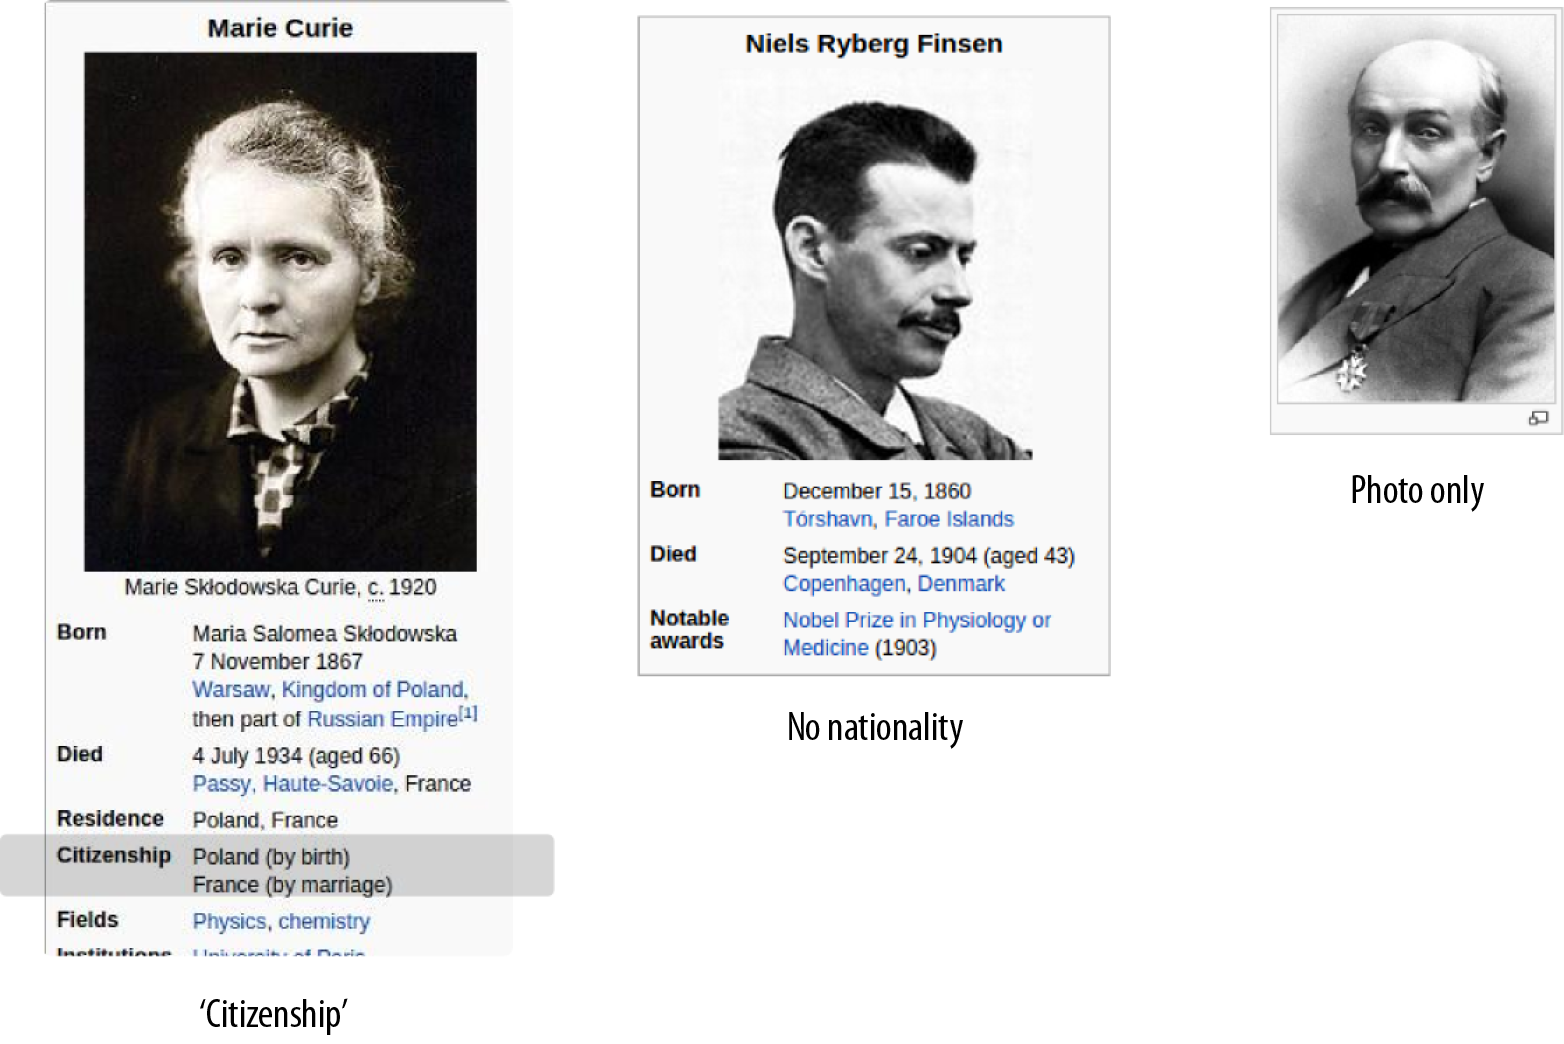 Marie Curie
Marie Skłodowska Curie, c. 1920
Born Maria Salomea Skłodowska
7 November 1867
Warsaw, Kingdom of Poland,
then part of Russian Empire[1]
Died 4 July 1934 (aged 66)
Passy, Haute-Savoie, France
Residence Poland, France
Citizenship Poland (by birth)
France (by marriage)
Fields Physics, chemistry
Institutions University of Paris
‘Citizenship’
Niels Ryberg Finsen
Born December 15, 1860
Tórshavn, Faroe Islands
Died September 24, 1904 (aged 43)
Copenhagen, Denmark
Notable Nobel Prize in Physiology or
awards Medicine (1903)
No nationality
Photo only